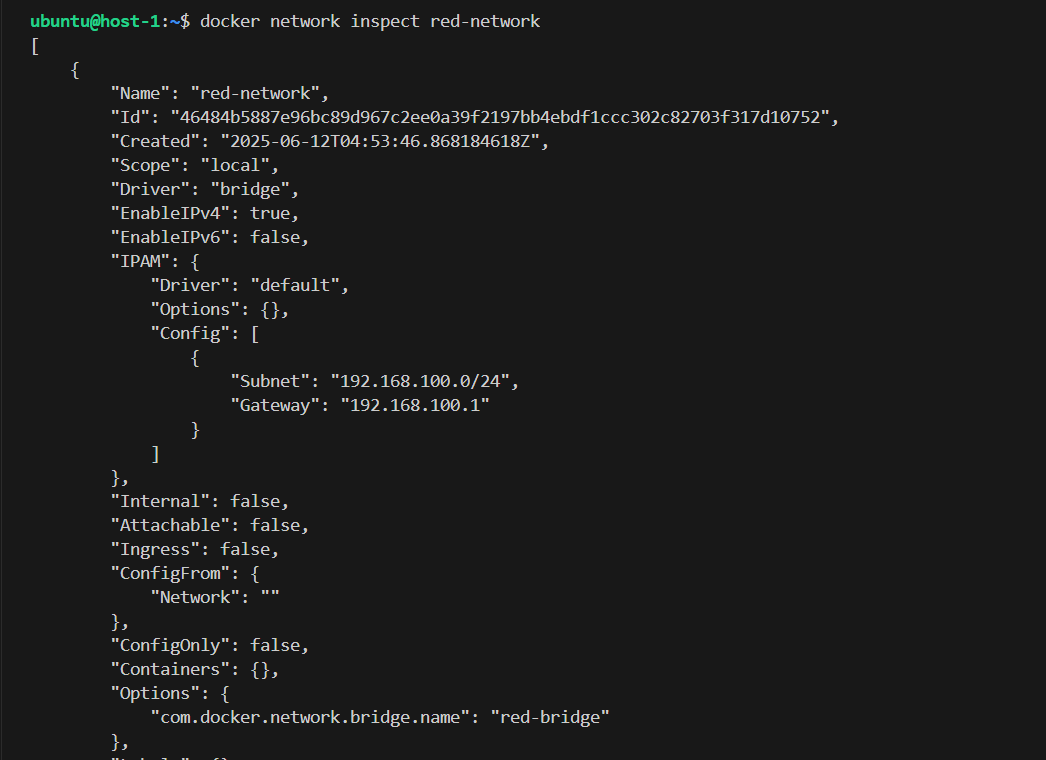 ubuntu@host-1:~$ docker network inspect red-network
[
    {
        "Name": "red-network",
        "Id": "46484b5887e96bc89d967c2ee0a39f2197bb4ebdf1ccc302c82703f317d10752",
        "Created": "2025-06-12T04:53:46.868184618Z",
        "Scope": "local",
        "Driver": "bridge",
        "EnableIPv4": true,
        "EnableIPv6": false,
        "IPAM": {
            "Driver": "default",
            "Options": {},
            "Config": [
                {
                    "Subnet": "192.168.100.0/24",
                    "Gateway": "192.168.100.1"
                }
            ]
        },
        "Internal": false,
        "Attachable": false,
        "Ingress": false,
        "ConfigFrom": {
            "Network": ""
        },
        "ConfigOnly": false,
        "Containers": {},
        "Options": {
            "com.docker.network.bridge.name": "red-bridge"
        },